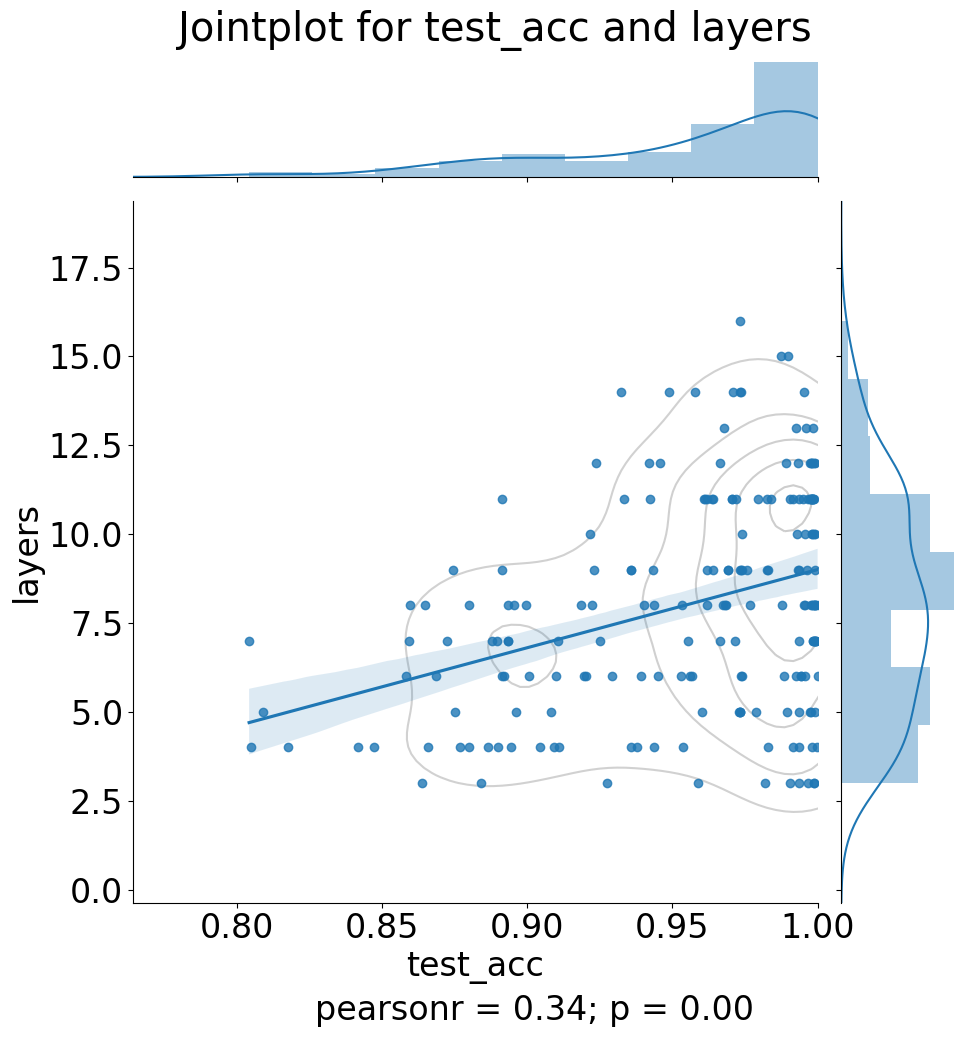 Jointplot for test_acc and layers
17.5
15.0
12.5
10.0
7.5
5.0
2.5
0.0
layers
0.80 0.85 0.90 0.95 1.00
test_acc
pearsonr = 0.34; p = 0.00